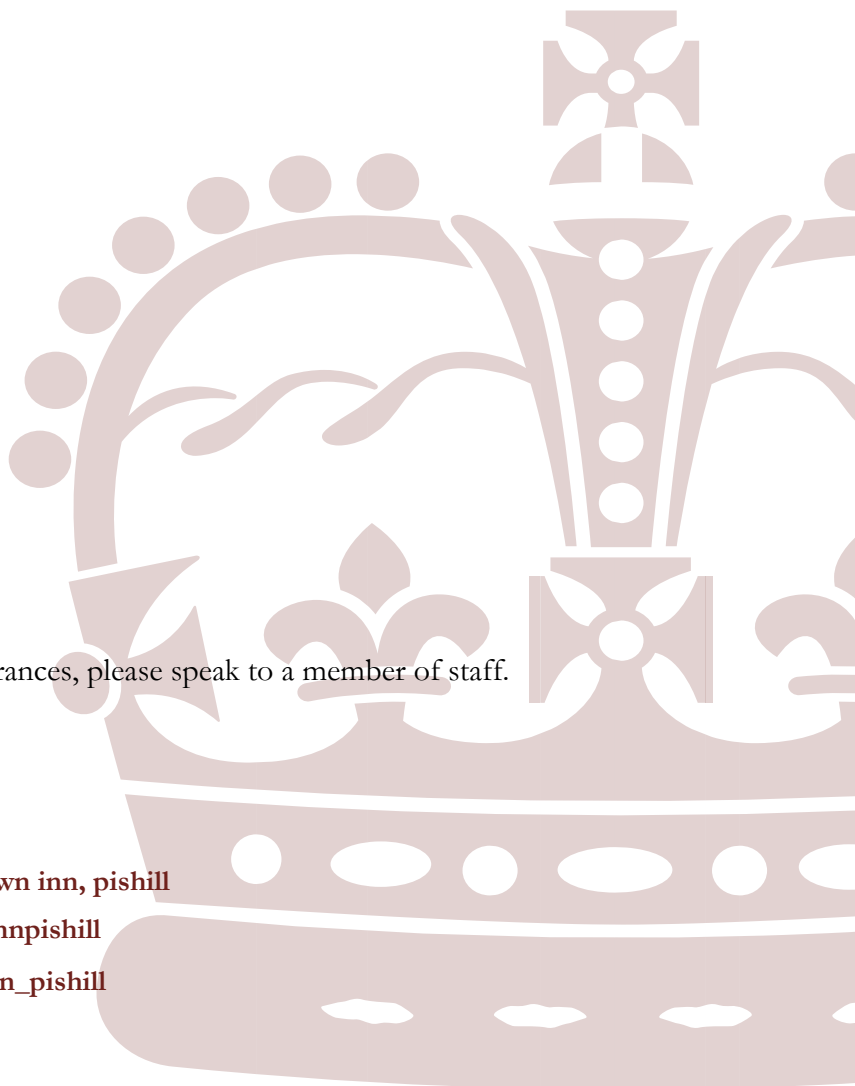 rances, please speak to a member of staff.
wn inn, pishill
nnpishill
n_pishill